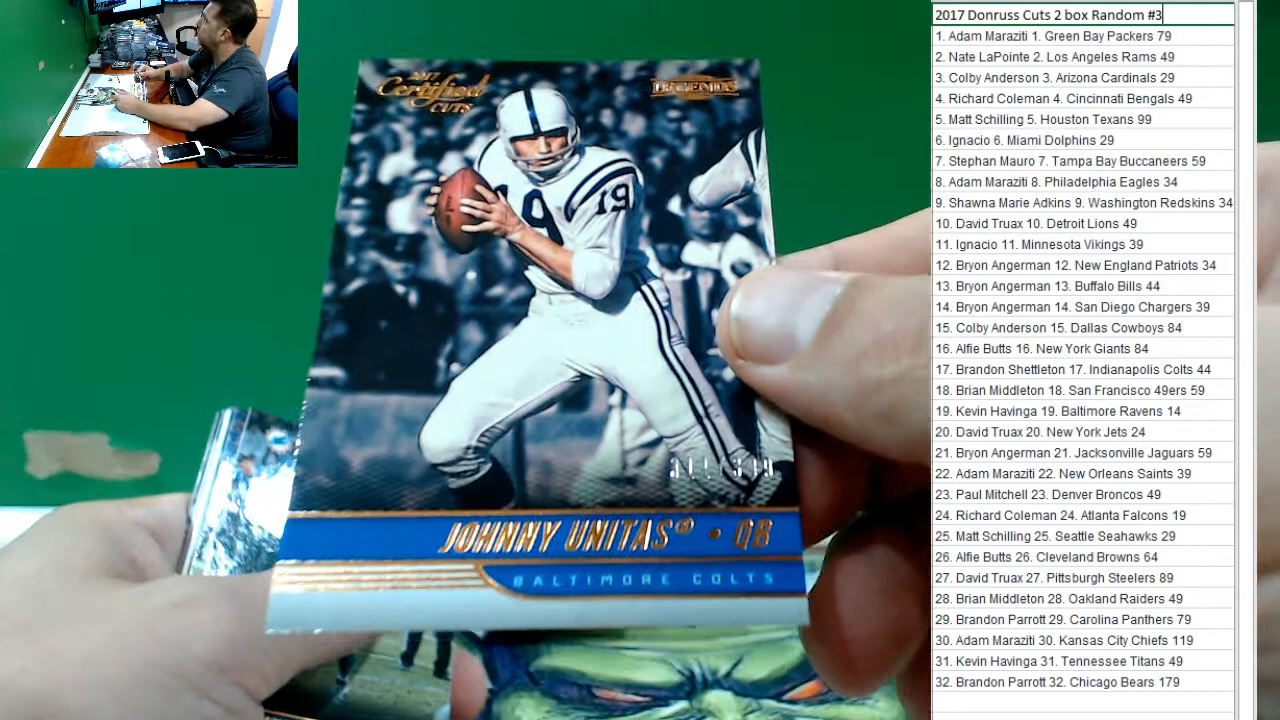 2017 Donruss Cuts 2 box Random #3
1. Adam Maraziti 1. Green Bay Packers 79
2. Nate LaPointe 2. Los Angeles Rams 49
3. Colby Anderson 3. Arizona Cardinals 29
4. Richard Coleman 4. Cincinnati Bengals 49
5. Matt Schilling 5. Houston Texans 99
6. Ignacio 6. Miami Dolphins 29
7. Stephan Mauro 7. Tampa Bay Buccaneers 59
8. Adam Maraziti 8. Philadelphia Eagles 34
9. Shawna Marie Adkins 9. Washington Redskins 34
10. David Truax 10. Detroit Lions 49
11. Ignacio 11. Minnesota Vikings 39
12. Bryon Angerman 12. New England Patriots 34
13. Bryon Angerman 13. Buffalo Bills 44
14. Bryon Angerman 14. San Diego Chargers 39
15. Colby Anderson 15. Dallas Cowboys 84
16. Alfie Butts 16. New York Giants 84
17. Brandon Shettleton 17. Indianapolis Colts 44
18. Brian Middleton 18. San Francisco 49ers 59
19. Kevin Havinga 19. Baltimore Ravens 14
20. David Truax 20. New York Jets 24
21. Bryon Angerman 21. Jacksonville Jaguars 59
22. Adam Maraziti 22. New Orleans Saints 39
23. Paul Mitchell 23. Denver Broncos 49
24. Richard Coleman 24. Atlanta Falcons 19
25. Matt Schilling 25. Seattle Seahawks 29
26. Alfie Butts 26. Cleveland Browns 64
27. David Truax 27. Pittsburgh Steelers 89
28. Brian Middleton 28. Oakland Raiders 49
29. Brandon Parrott 29. Carolina Panthers 79
30. Adam Maraziti 30. Kansas City Chiefs 119
31. Kevin Havinga 31. Tennessee Titans 49
32. Brandon Parrott 32. Chicago Bears 179
2017
Certified
CUTS
LEGENDS
19
19
JOHNNY UNITAS® • QB
BALTIMORE COLTS